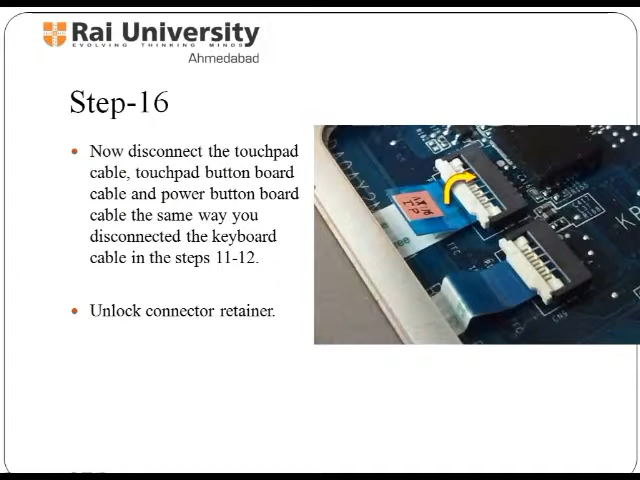 Rai University
EVOLVING THINKING MINDS
Ahmedabad
Step-16
• Now disconnect the touchpad
cable, touchpad button board
cable and power button board
cable the same way you
disconnected the keyboard
cable in the steps 11-12.
• Unlock connector retainer.